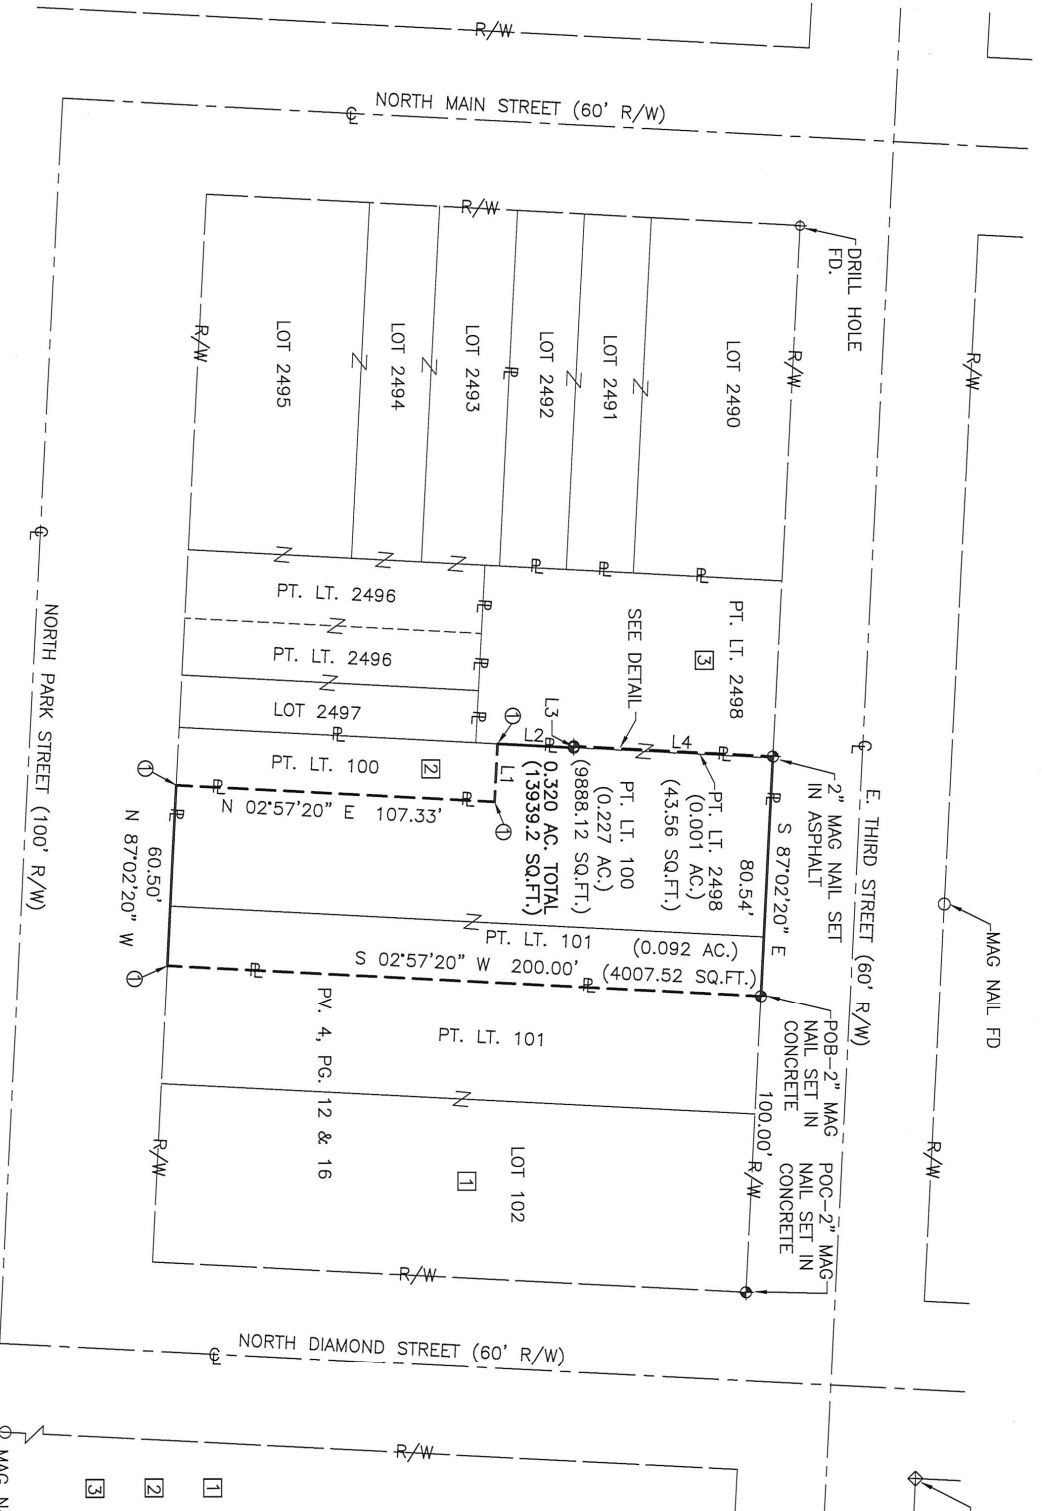 R/W
NORTH MAIN STREET (60' R/W)
℄
R/W
DRILL HOLE
FD.
R/W
R/W
R/W
LOT 2490
LOT 2491
LOT 2492
LOT 2493
LOT 2494
LOT 2495
℄
PT. LT. 2496
PT. LT. 2496
LOT 2497
PT. LT. 100
2
PT. LT. 2498
3
SEE DETAIL
L3
L2
L4
L1
1
1
1
1
N 02°57'20" E 107.33'
0.320 AC. TOTAL
(13939.2 SQ.FT.)
PT. LT. 100
(0.227 AC.)
(9888.12 SQ.FT.)
PT. LT. 2498
(0.001 AC.)
(43.56 SQ.FT.)
80.54'
S 87°02'20" E
2" MAG NAIL SET
IN ASPHALT
℄
E. THIRD STREET (60' R/W)
MAG NAIL FD
NORTH PARK STREET (100' R/W)
60.50'
N 87°02'20" W
PT. LT. 101
(0.092 AC.)
(4007.52 SQ.FT.)
S 02°57'20" W 200.00'
PT. LT. 101
PV. 4, PG. 12 & 16
POB-2" MAG
NAIL SET IN
CONCRETE
100.00'
R/W
POC-2" MAG
NAIL SET IN
CONCRETE
R/W
LOT 102
1
R/W
R/W
NORTH DIAMOND STREET (60' R/W)
℄
R/W
1
2
3
MAG